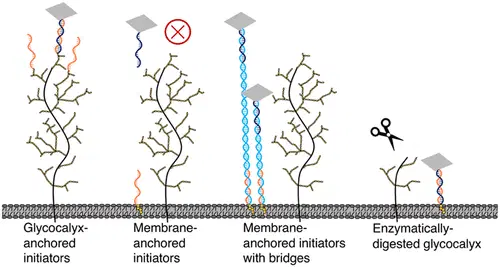 Glycocalyx-
anchored
initiators
Membrane-
anchored
initiators
Membrane-
anchored initiators
with bridges
Enzymatically-
digested glycocalyx